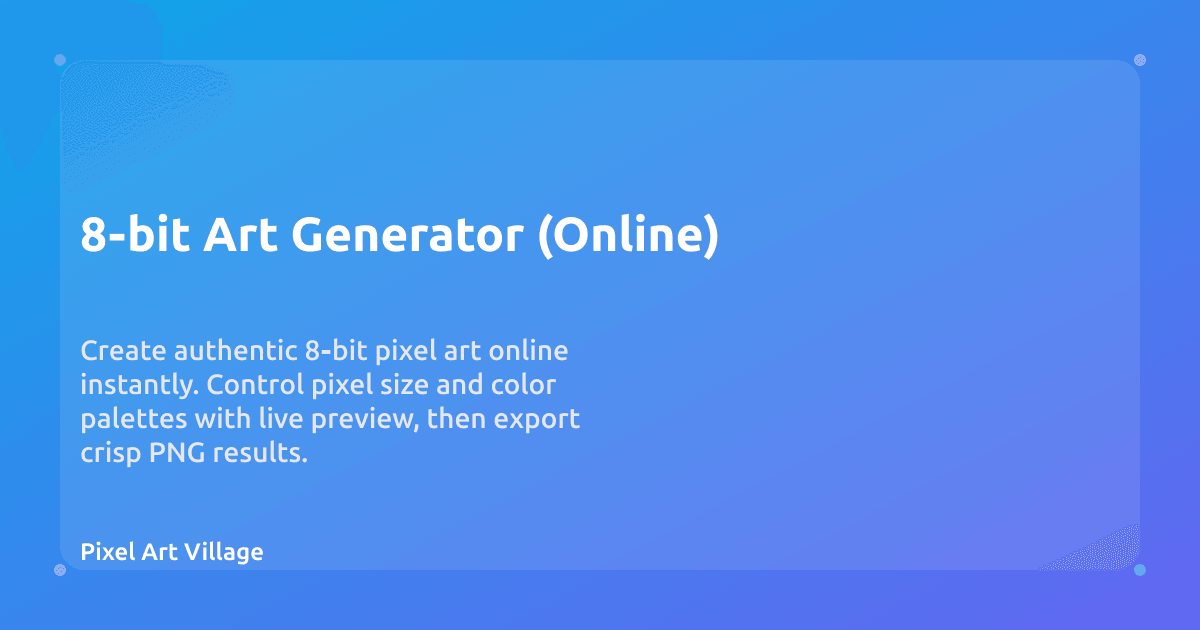 8-bit Art Generator (Online)
Create authentic 8-bit pixel art online
instantly. Control pixel size and color
palettes with live preview, then export
crisp PNG results.
Pixel Art Village